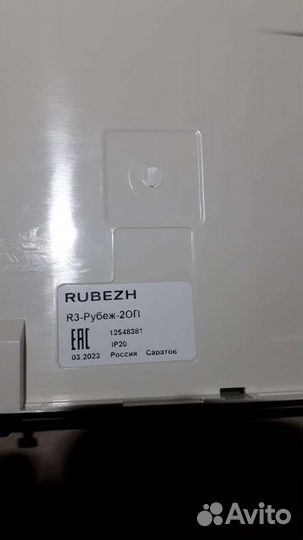 RUBEZH
R3-Рубеж-2ОП
EAC
12548381
IP20
03.2023 Россия Саратов
Avito